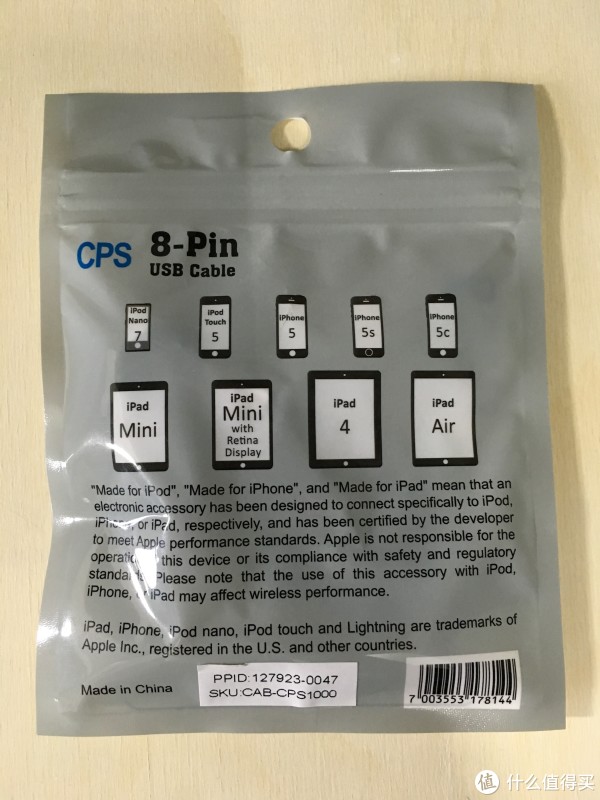 CPS 8-Pin
USB Cable
iPod Nano 7
iPod Touch 5
iPhone 5
iPhone 5s
iPhone 5c
iPad Mini
iPad Mini with Retina Display
iPad 4
iPad Air
"Made for iPod", "Made for iPhone", and "Made for iPad" mean that an
electronic accessory has been designed to connect specifically to iPod,
or iPad, respectively, and has been certified by the developer
to meet Apple performance standards. Apple is not responsible for the
this device or its compliance with safety and regulatory
Please note that the use of this accessory with iPod,
iPhone, iPad may affect wireless performance.
iPad, iPhone, iPod nano, iPod touch and Lightning are trademarks of
Apple Inc., registered in the U.S. and other countries.
Made in China
PPID:127923-0047
SKU:CAB-CPS1000
7 003553 178144
值 什么值得买